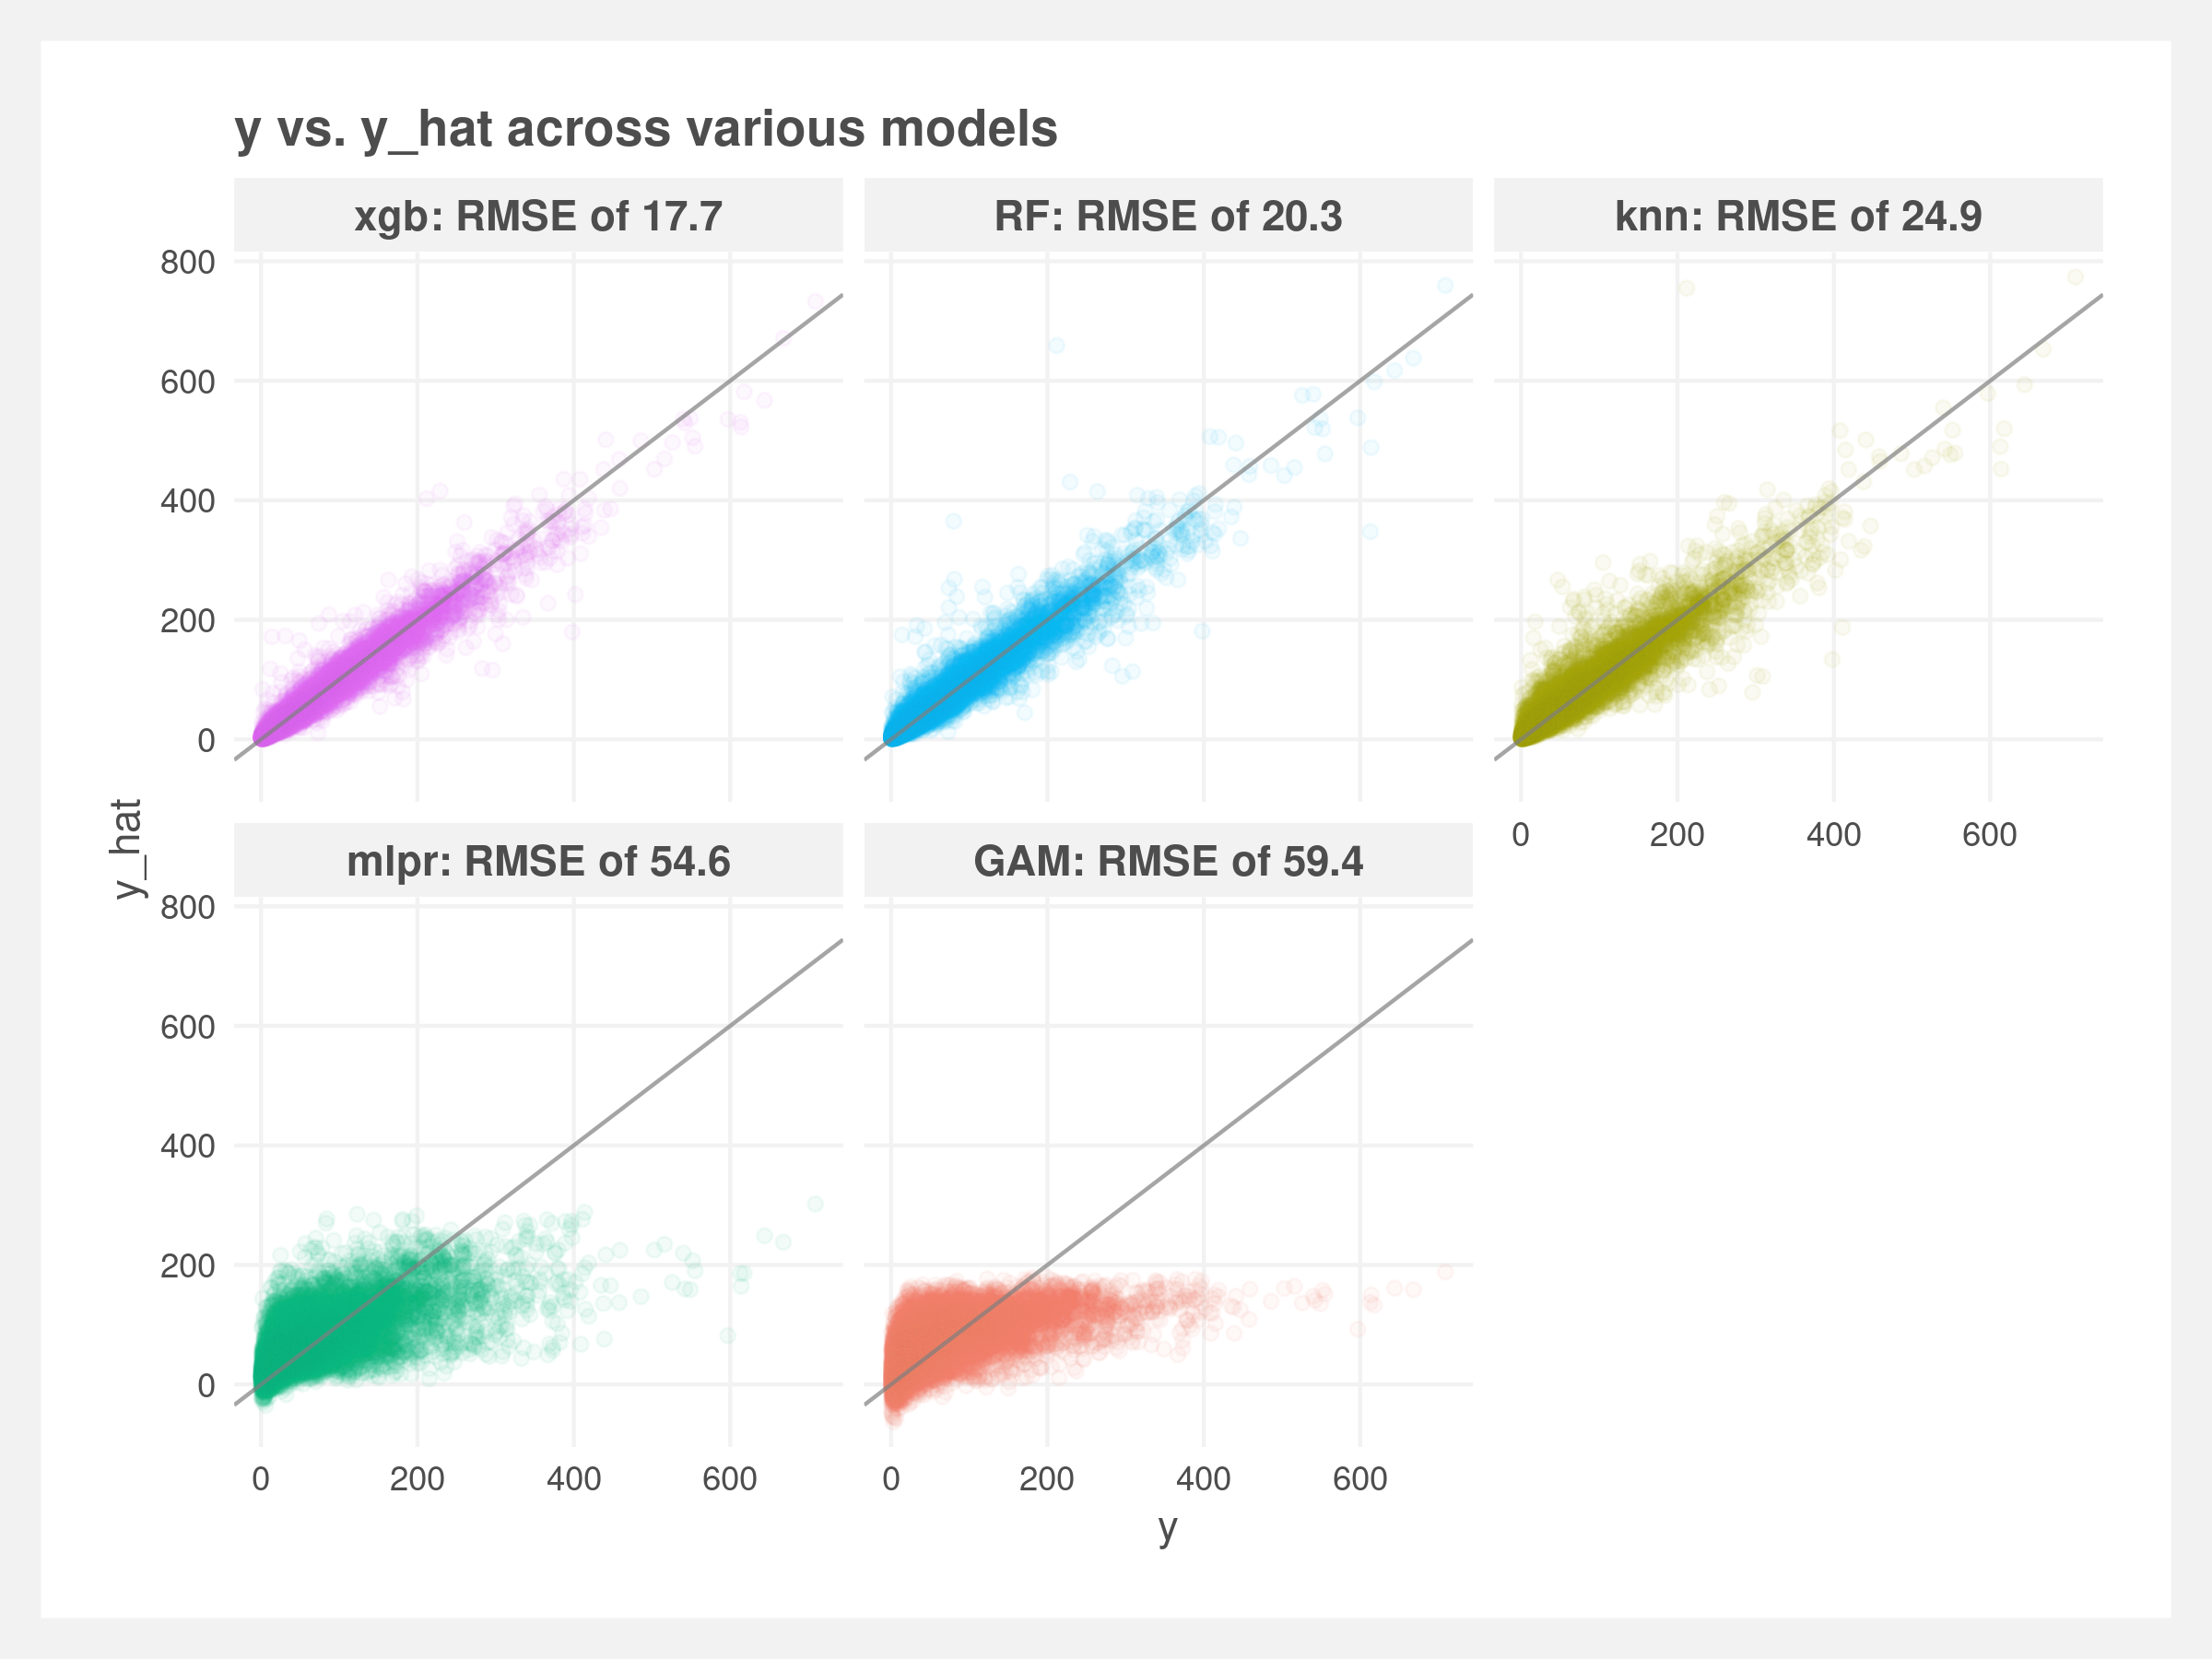 y vs. y_hat across various models
xgb: RMSE of 17.7
RF: RMSE of 20.3
knn: RMSE of 24.9
800
600
400
200
0
0 200 400 600
y_hat
mlpr: RMSE of 54.6
GAM: RMSE of 59.4
800
600
400
200
0
0 200 400 600
0 200 400 600
y